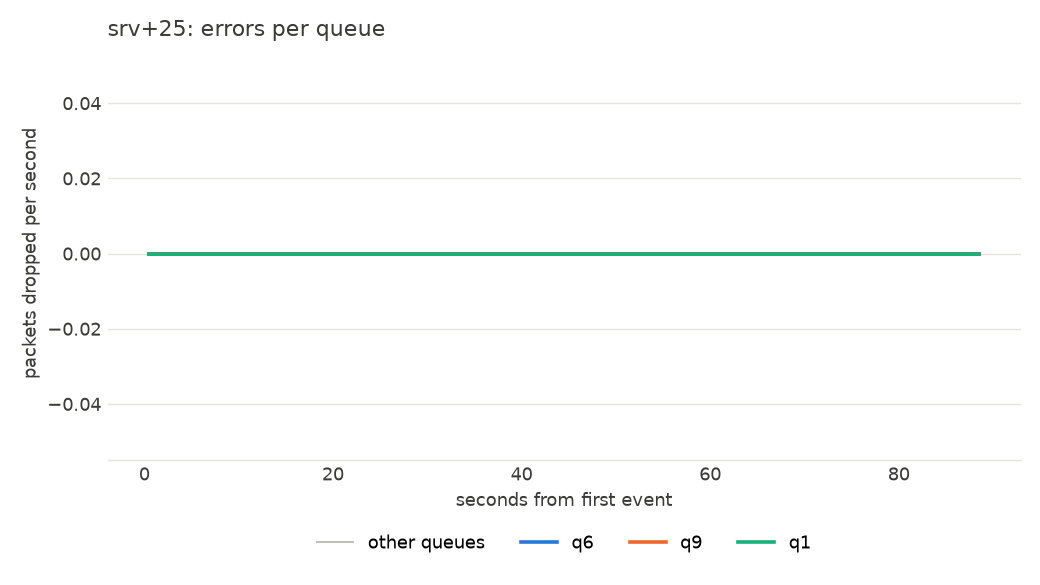 srv+25: errors per queue
packets dropped per second
0.04
0.02
0.00
−0.02
−0.04
0 20 40 60 80
seconds from first event
other queues q6 q9 q1